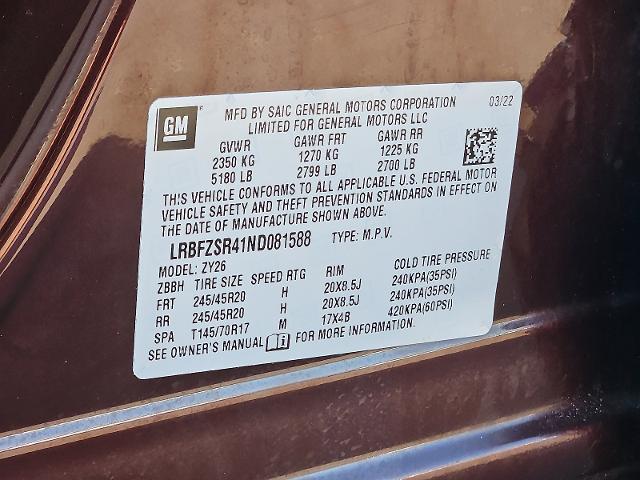 GM
MFD BY SAIC GENERAL MOTORS CORPORATION 03/22
LIMITED FOR GENERAL MOTORS LLC
GVWR GAWR FRT GAWR RR
2350 KG 1270 KG 1225 KG
5180 LB 2799 LB 2700 LB
THIS VEHICLE CONFORMS TO ALL APPLICABLE U.S. FEDERAL MOTOR
VEHICLE SAFETY AND THEFT PREVENTION STANDARDS IN EFFECT ON
THE DATE OF MANUFACTURE SHOWN ABOVE.
LRBFZSR41ND081588 TYPE: M.P.V.
MODEL: ZY26
ZBBH TIRE SIZE SPEED RTG RIM COLD TIRE PRESSURE
FRT 245/45R20 H 20X8.5J 240KPA(35PSI)
RR 245/45R20 H 20X8.5J 240KPA(35PSI)
SPA T145/70R17 M 17X4B 420KPA(60PSI)
SEE OWNER'S MANUAL FOR MORE INFORMATION.